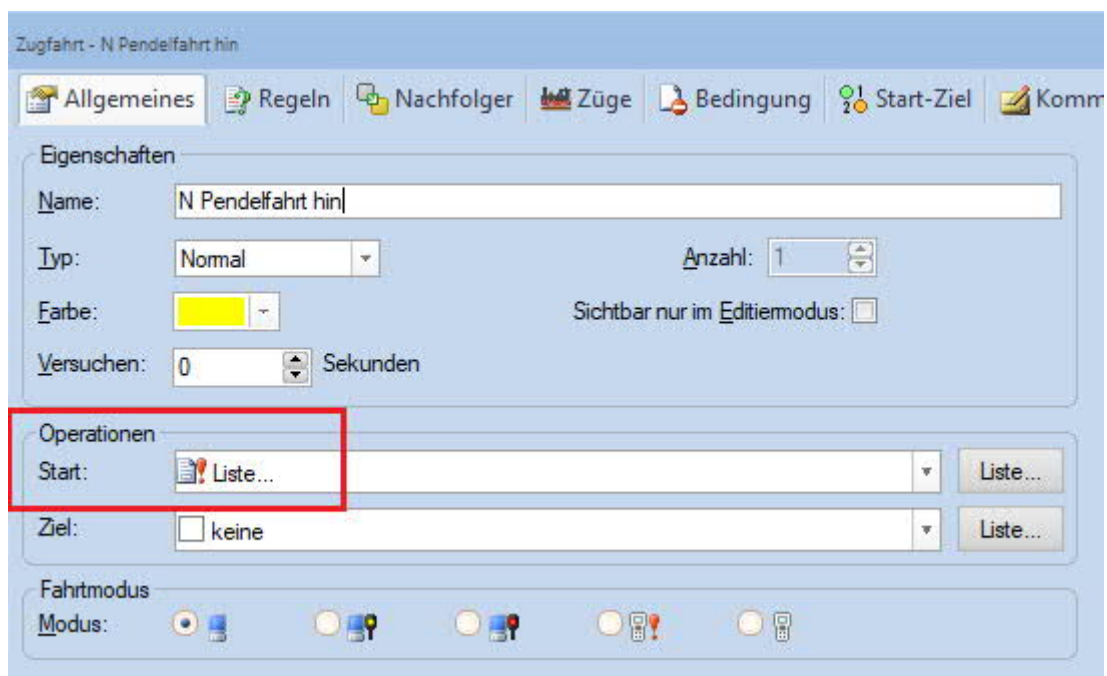 Zugfahrt - N Pendelfahrt hin
Allgemeines Regeln Nachfolger Züge Bedingung Start-Ziel Komm
Eigenschaften
Name: N Pendelfahrt hin
Typ: Normal Anzahl: 1
Farbe: Sichtbar nur im Editiermodus:
Versuchen: 0 Sekunden
Operationen
Start: Liste... Liste...
Ziel: keine Liste...
Fahrtmodus
Modus: